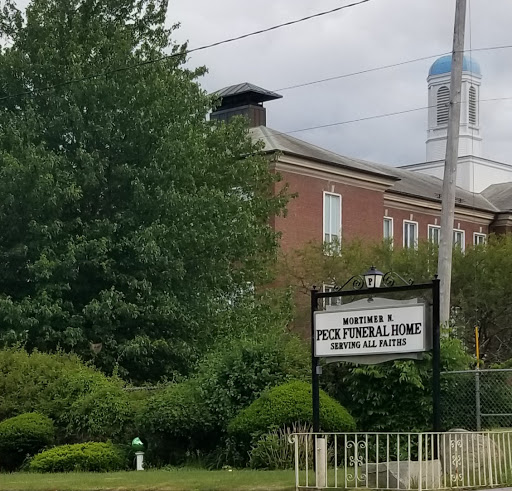 P
MORTIMER N.
PECK FUNERAL HOME
SERVING ALL FAITHS